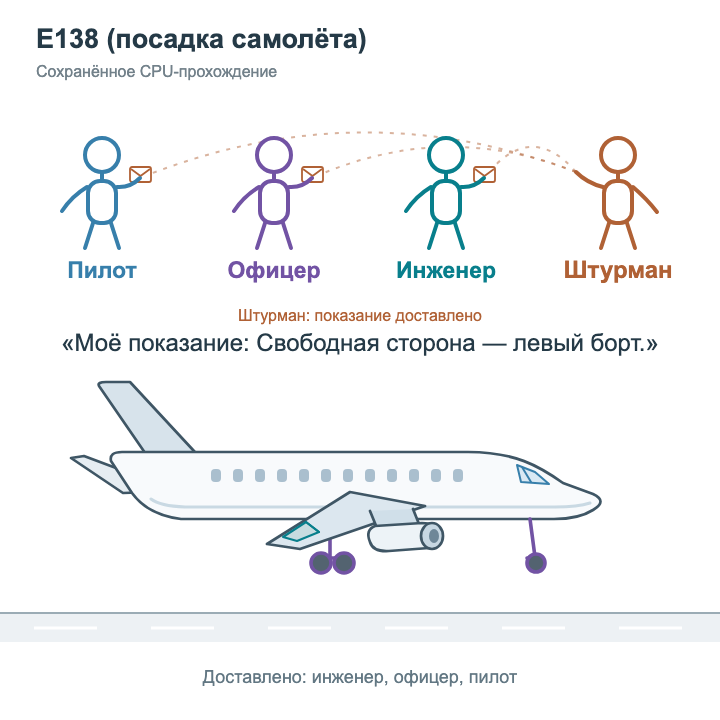 E138 (посадка самолёта)
Сохранённое CPU-прохождение
Пилот
Офицер
Инженер
Штурман
Штурман: показание доставлено
«Моё показание: Свободная сторона — левый борт.»
Доставлено: инженер, офицер, пилот